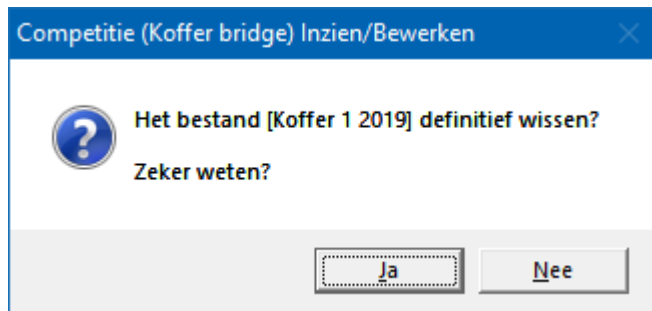 Competitie (Koffer bridge) Inzien/Bewerken
Het bestand [Koffer 1 2019] definitief wissen?
Zeker weten?
Ja
Nee